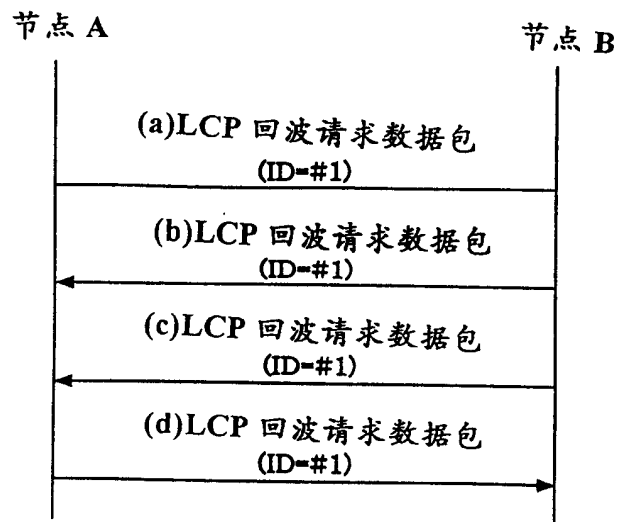 节点 A
节点 B
(a)LCP 回波请求数据包
(ID=#1)
(b)LCP 回波请求数据包
(ID=#1)
(c)LCP 回波请求数据包
(ID=#1)
(d)LCP 回波请求数据包
(ID=#1)